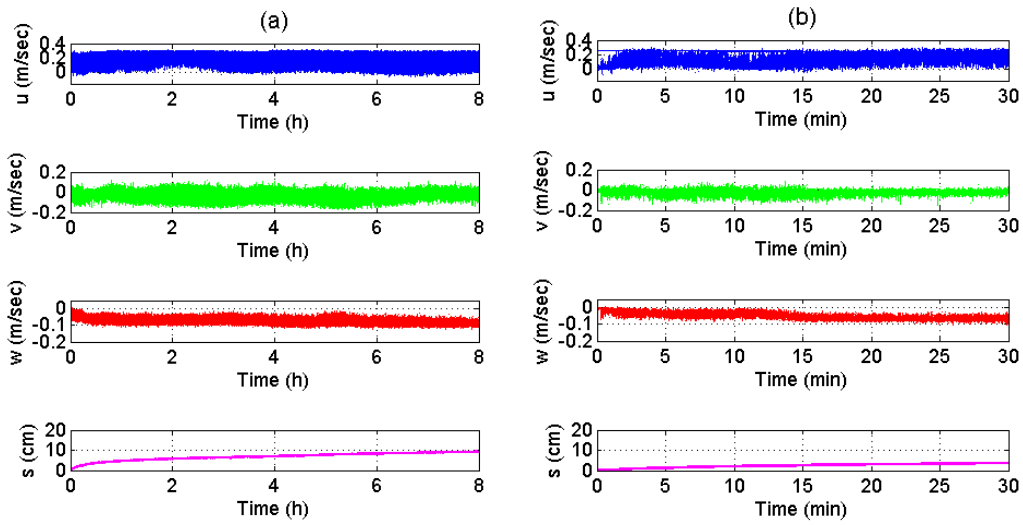 (a)
u (m/sec)
0.4
0.2
0
0 2 4 6 8
Time (h)
v (m/sec)
0.2
0
-0.2
0 2 4 6 8
Time (h)
w (m/sec)
0
-0.1
-0.2
0 2 4 6 8
Time (h)
s (cm)
20
10
0
0 2 4 6 8
Time (h)
(b)
u (m/sec)
0.4
0.2
0
0 5 10 15 20 25 30
Time (min)
v (m/sec)
0.2
0
-0.2
0 5 10 15 20 25 30
Time (min)
w (m/sec)
0
-0.1
-0.2
0 5 10 15 20 25 30
Time (min)
s (cm)
20
10
0
0 5 10 15 20 25 30
Time (min)